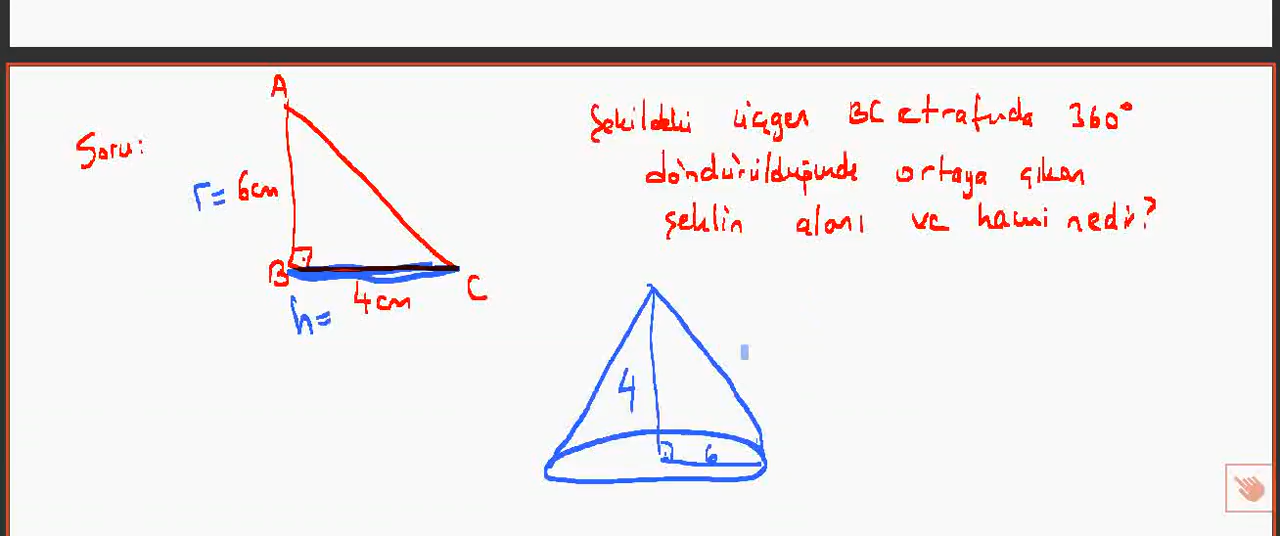 Soru:
A
r= 6cm
B
C
4cm
h=
Şekildeki üçgen BC etrafında 360°
döndürüldüğünde ortaya çıkan
şeklin alanı ve hacmi nedir?
4
6